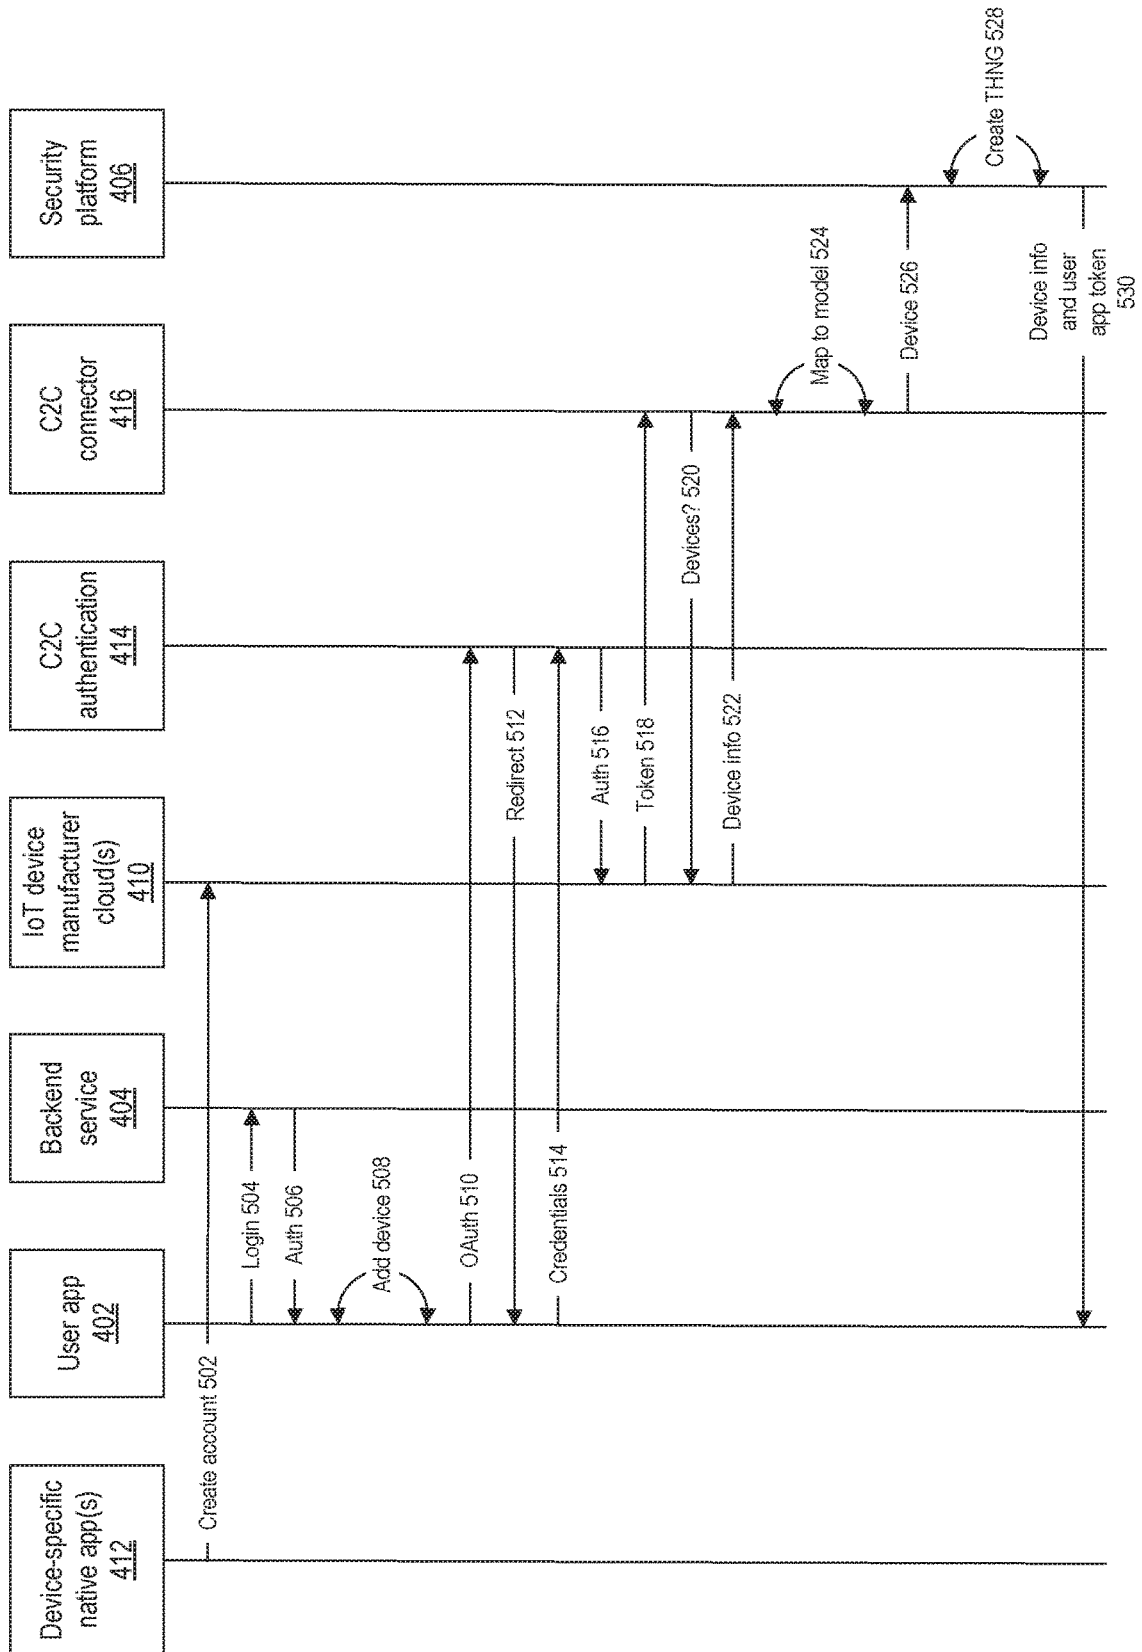 Device-specific
native app(s)
412
User app
402
Backend
service
404
IoT device
manufacturer
cloud(s)
410
C2C
authentication
414
C2C
connector
416
Security
platform
406
Create account 502
Login 504
Auth 506
Add device 508
OAuth 510
Redirect 512
Credentials 514
Auth 516
Token 518
Devices? 520
Device info 522
Map to model 524
Device 526
Create THNG 528
Device info
and user
app token
530